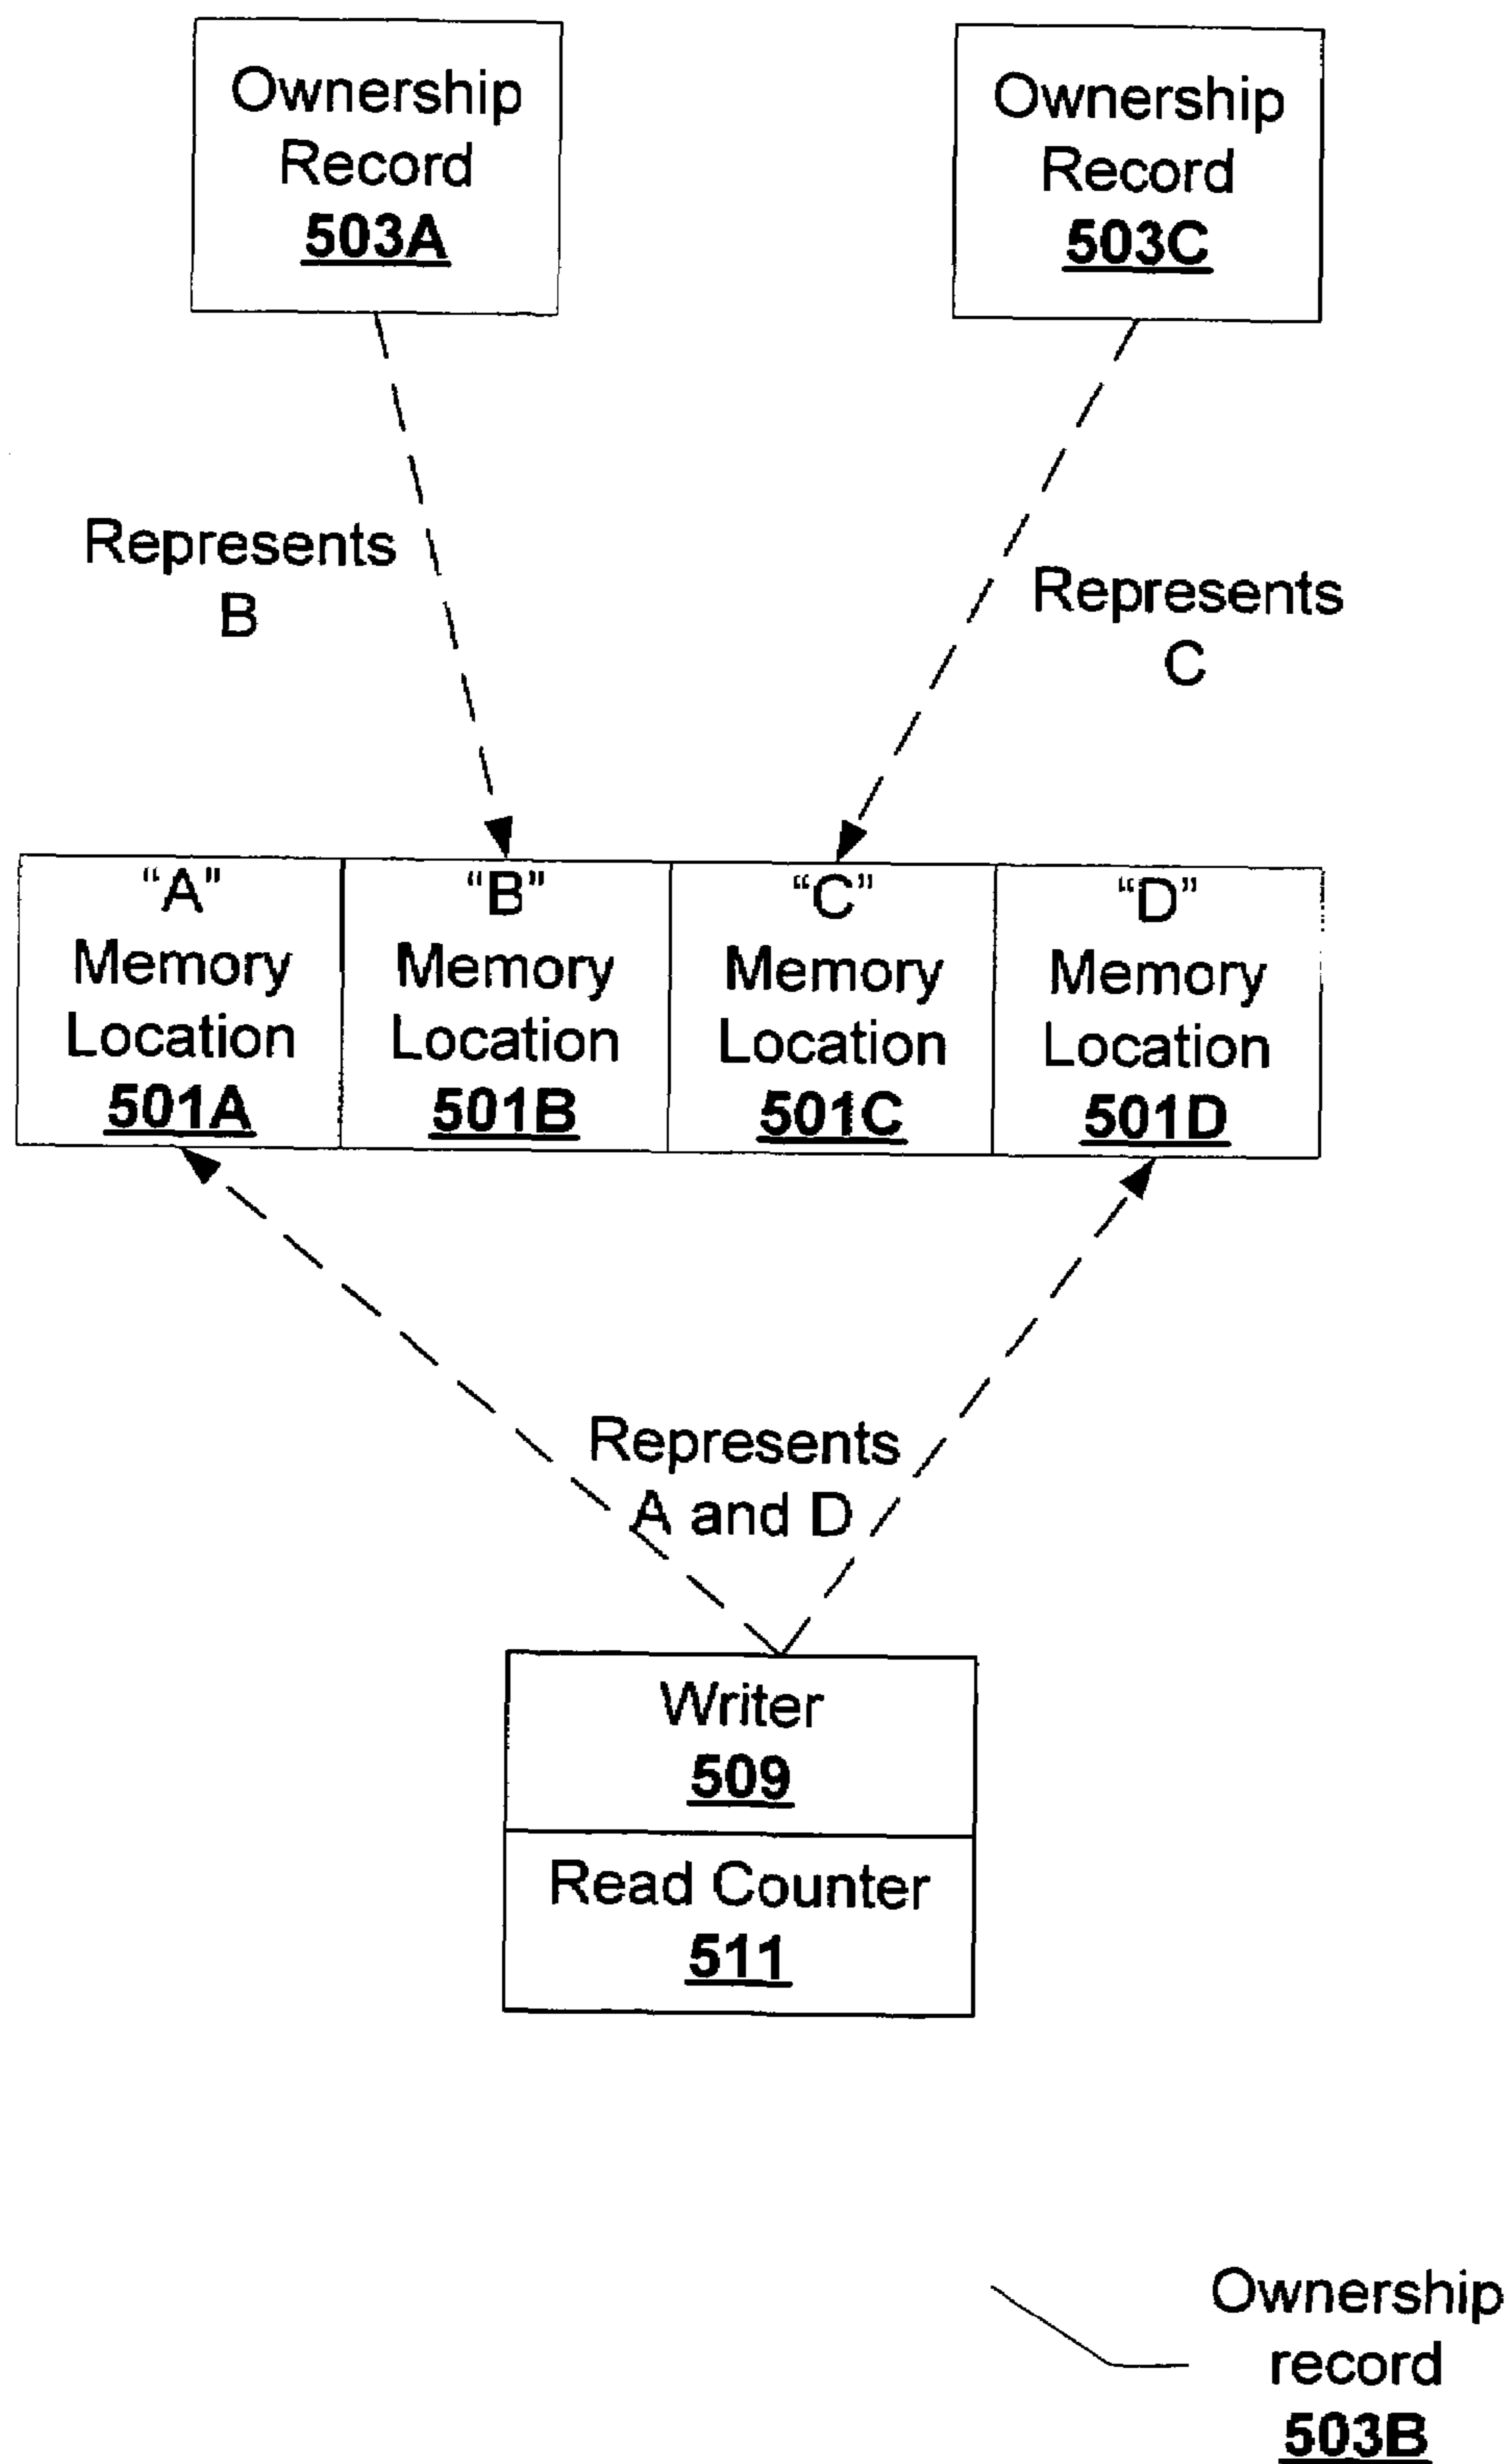 Ownership
Record
503A
Ownership
Record
503C
Represents
B
Represents
C
“A”
Memory
Location
501A
“B”
Memory
Location
501B
“C”
Memory
Location
501C
“D”
Memory
Location
501D
Represents
A and D
Writer
509
Read Counter
511
Ownership
record
503B